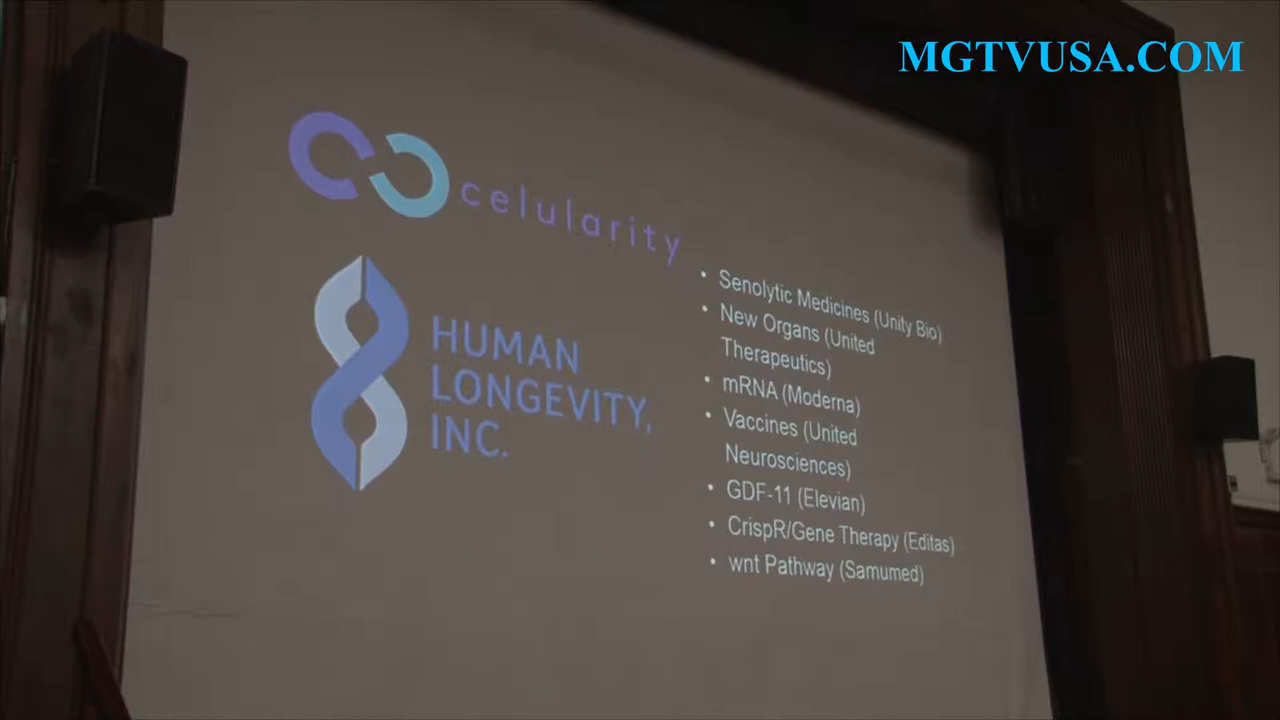 MGTVUSA.COM
celularity
HUMAN
LONGEVITY,
INC.
• Senolytic Medicines (Unity Bio)
• New Organs (United
Therapeutics)
• mRNA (Moderna)
• Vaccines (United
Neurosciences)
• GDF-11 (Elevian)
• CrispR/Gene Therapy (Editas)
• wnt Pathway (Samumed)